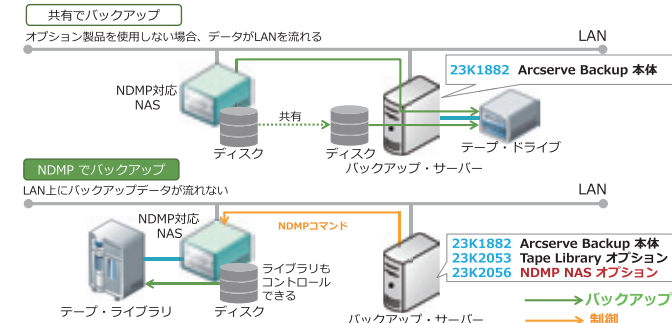 共有でバックアップ
オプション製品を使用しない場合、データがLANを流れる
LAN
23K1882 Arcserve Backup 本体
NDMP対応
NAS
共有
ディスク
ディスク
テープ・ドライブ
バックアップ・サーバー
NDMP でバックアップ
LAN上にバックアップデータが流れない
LAN
NDMP対応
NAS
NDMPコマンド
23K1882 Arcserve Backup 本体
23K2053 Tape Library オプション
23K2056 NDMP NAS オプション
ライブラリも
コントロール
できる
テープ・ライブラリ
ディスク
バックアップ・サーバー
バックアップ
制御